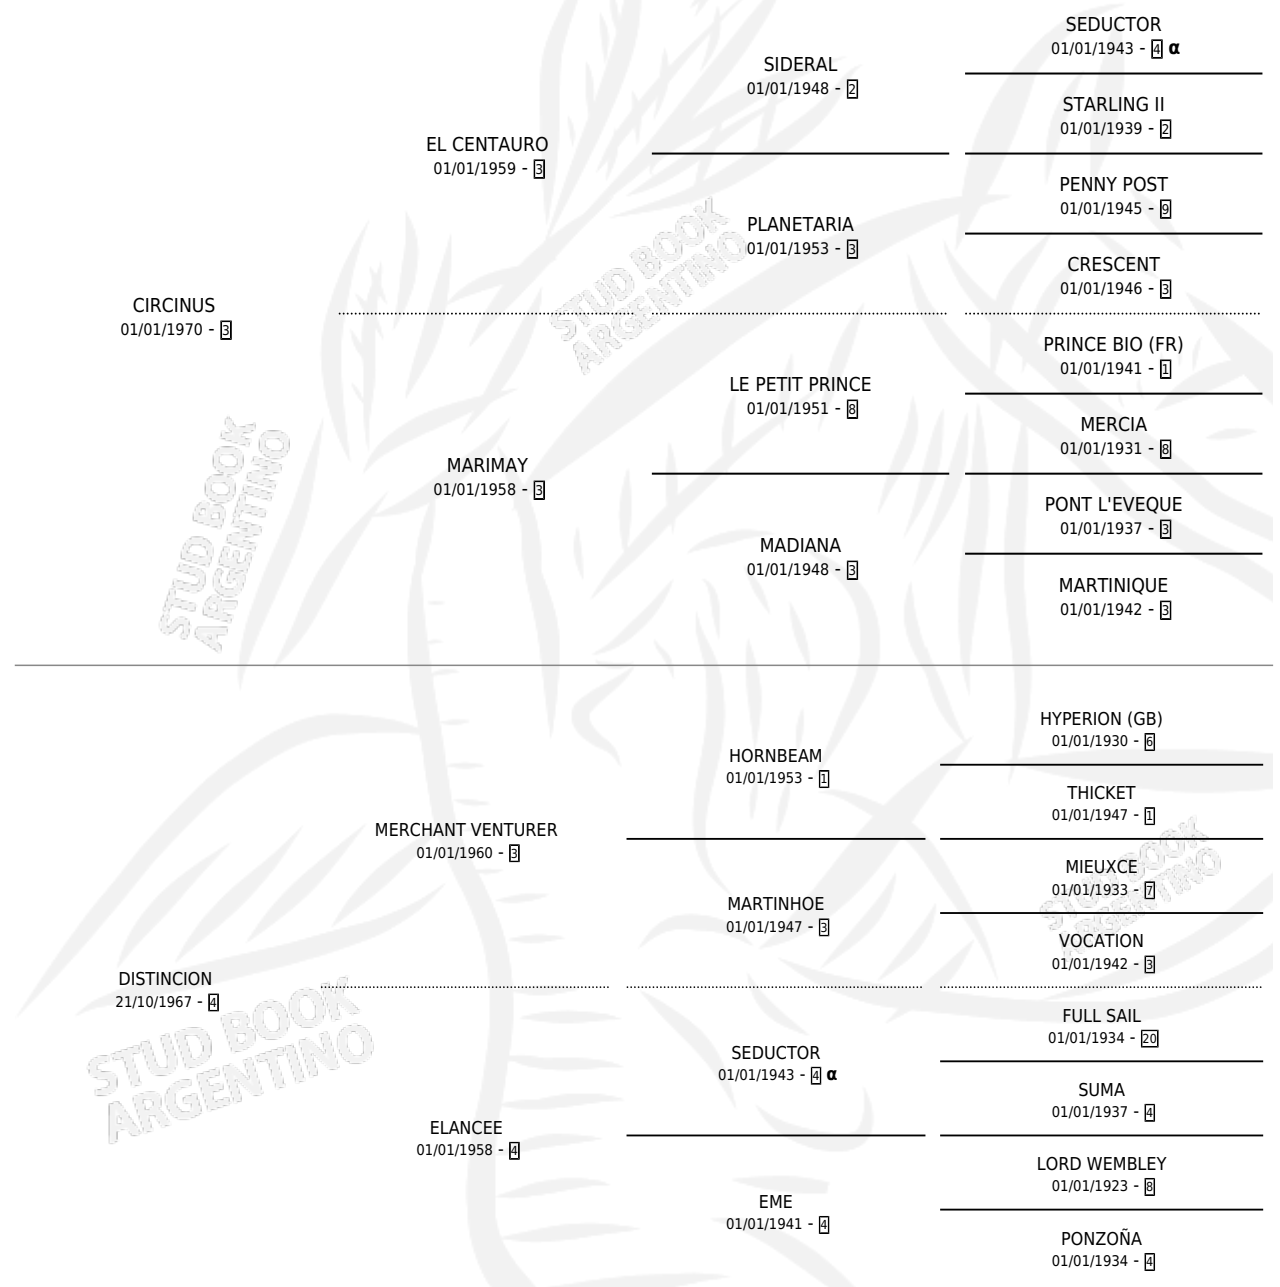 SEDUCTOR
01/01/1943 - 4 α
SIDERAL
01/01/1948 - 2
STARLING II
01/01/1939 - 2
EL CENTAURO
01/01/1959 - 3
PENNY POST
01/01/1945 - 9
PLANETARIA
01/01/1953 - 3
CRESCENT
01/01/1946 - 3
CIRCINUS
01/01/1970 - 3
PRINCE BIO (FR)
01/01/1941 - 1
LE PETIT PRINCE
01/01/1951 - 8
MERCIA
01/01/1931 - 8
MARIMAY
01/01/1958 - 3
PONT L'EVEQUE
01/01/1937 - 3
MADIANA
01/01/1948 - 3
MARTINIQUE
01/01/1942 - 3
HYPERION (GB)
01/01/1930 - 6
HORNBEAM
01/01/1953 - 1
THICKET
01/01/1947 - 1
MERCHANT VENTURER
01/01/1960 - 3
MIEUXCE
01/01/1933 - 7
MARTINHOE
01/01/1947 - 3
VOCATION
01/01/1942 - 3
DISTINCION
21/10/1967 - 4
FULL SAIL
01/01/1934 - 20
SEDUCTOR
01/01/1943 - 4 α
SUMA
01/01/1937 - 4
ELANCEE
01/01/1958 - 4
LORD WEMBLEY
01/01/1923 - 8
EME
01/01/1941 - 4
PONZOÑA
01/01/1934 - 4
STUD BOOK
ARGENTINO
STUD BOOK
ARGENTINO
STUD BOOK
ARGENTINO
STUD BOOK
ARGENTINO